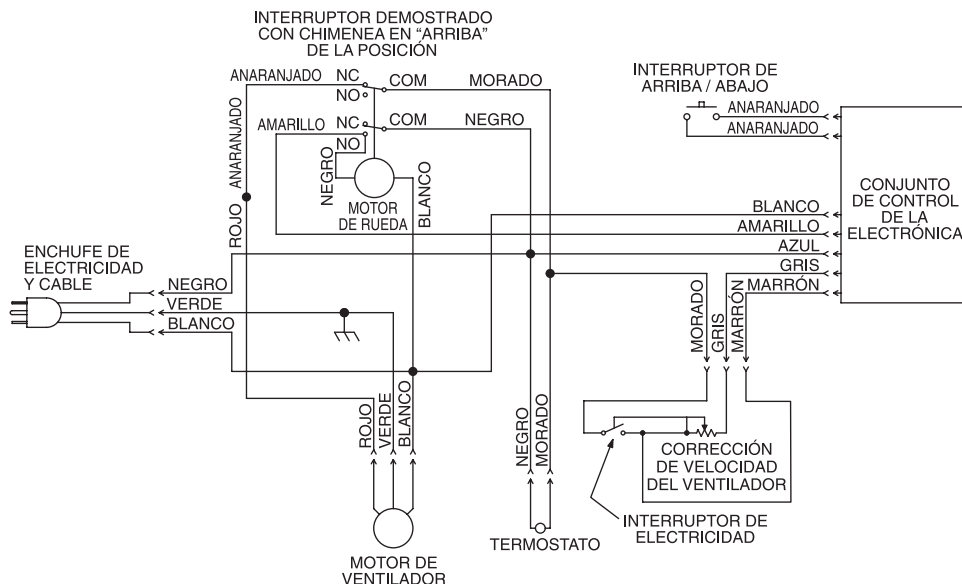 INTERRUPTOR DEMOSTRADO
CON CHIMENEA EN “ARRIBA”
DE LA POSICIÓN
ANARANJADO
NC
COM
MORADO
NO
AMARILLO
NC
COM
NEGRO
NO
ANARANJADO
NEGRO
MOTOR
DE RUEDA
BLANCO
ROJO
INTERRUPTOR DE
ARRIBA / ABAJO
ANARANJADO
ANARANJADO
BLANCO
AMARILLO
AZUL
GRIS
MARRÓN
CONJUNTO
DE CONTROL
DE LA
ELECTRÓNICA
ENCHUFE DE
ELECTRICIDAD
Y CABLE
NEGRO
VERDE
BLANCO
MORADO
GRIS
MARRÓN
ROJO
VERDE
BLANCO
NEGRO
MORADO
CORRECCIÓN
DE VELOCIDAD
DEL VENTILADOR
INTERRUPTOR DE
ELECTRICIDAD
TERMOSTATO
MOTOR DE
VENTILADOR